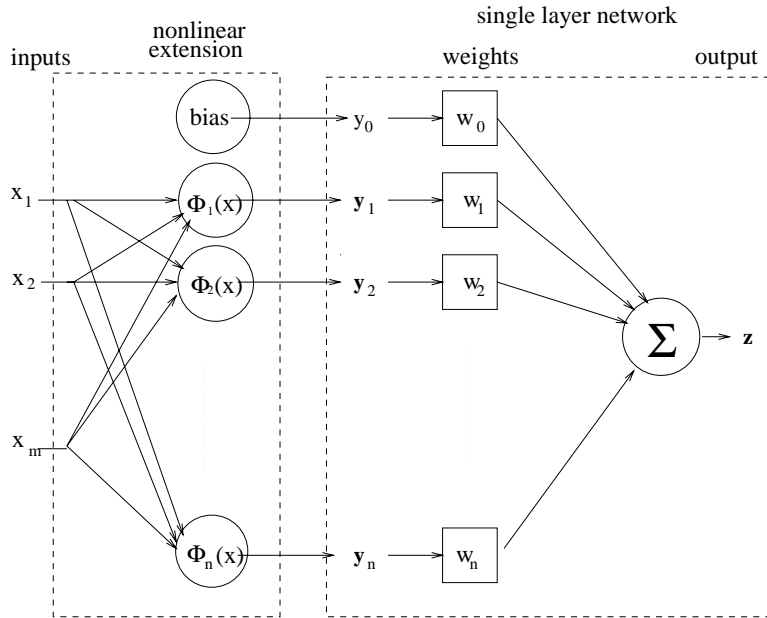 single layer network
nonlinear
extension
inputs
weights
output
bias
y₀
w₀
x₁
Φ₁(x)
y₁
w₁
x₂
Φ₂(x)
y₂
w₂
Σ
z
xₘ
Φₙ(x)
yₙ
wₙ